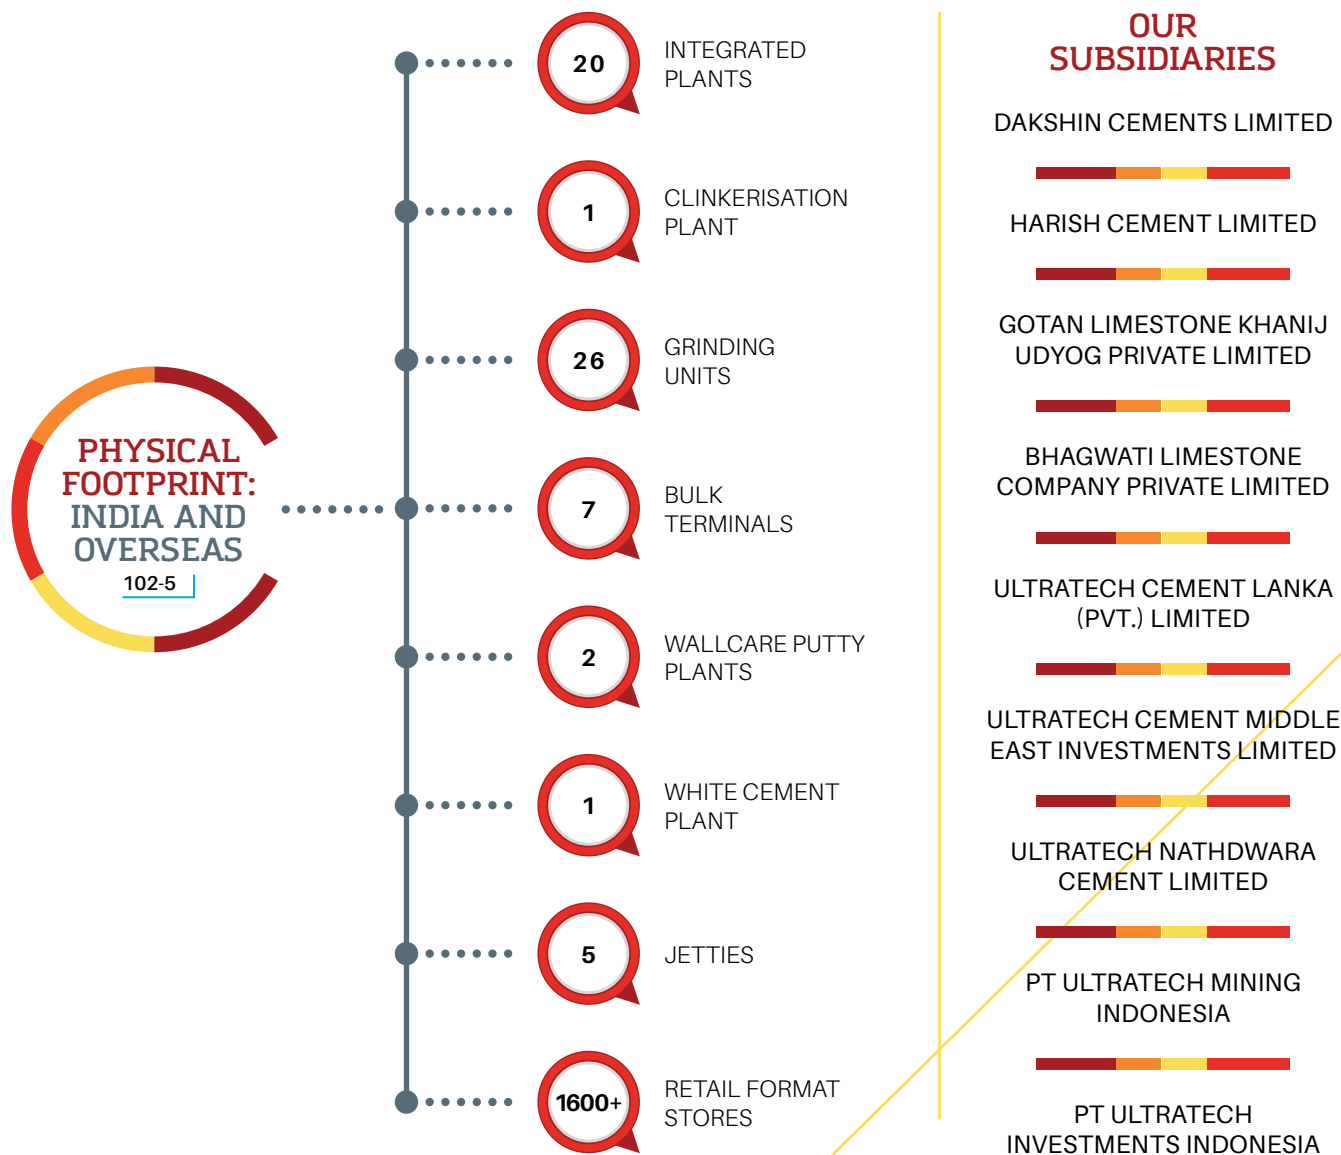 PHYSICAL
FOOTPRINT:
INDIA AND
OVERSEAS
102-5
20
INTEGRATED
PLANTS
1
CLINKERISATION
PLANT
26
GRINDING
UNITS
7
BULK
TERMINALS
2
WALLCARE PUTTY
PLANTS
1
WHITE CEMENT
PLANT
5
JETTIES
1600+
RETAIL FORMAT
STORES
OUR
SUBSIDIARIES
DAKSHIN CEMENTS LIMITED
HARISH CEMENT LIMITED
GOTAN LIMESTONE KHANIJ
UDYOG PRIVATE LIMITED
BHAGWATI LIMESTONE
COMPANY PRIVATE LIMITED
ULTRATECH CEMENT LANKA
(PVT.) LIMITED
ULTRATECH CEMENT MIDDLE
EAST INVESTMENTS LIMITED
ULTRATECH NATHDWARA
CEMENT LIMITED
PT ULTRATECH MINING
INDONESIA
PT ULTRATECH
INVESTMENTS INDONESIA